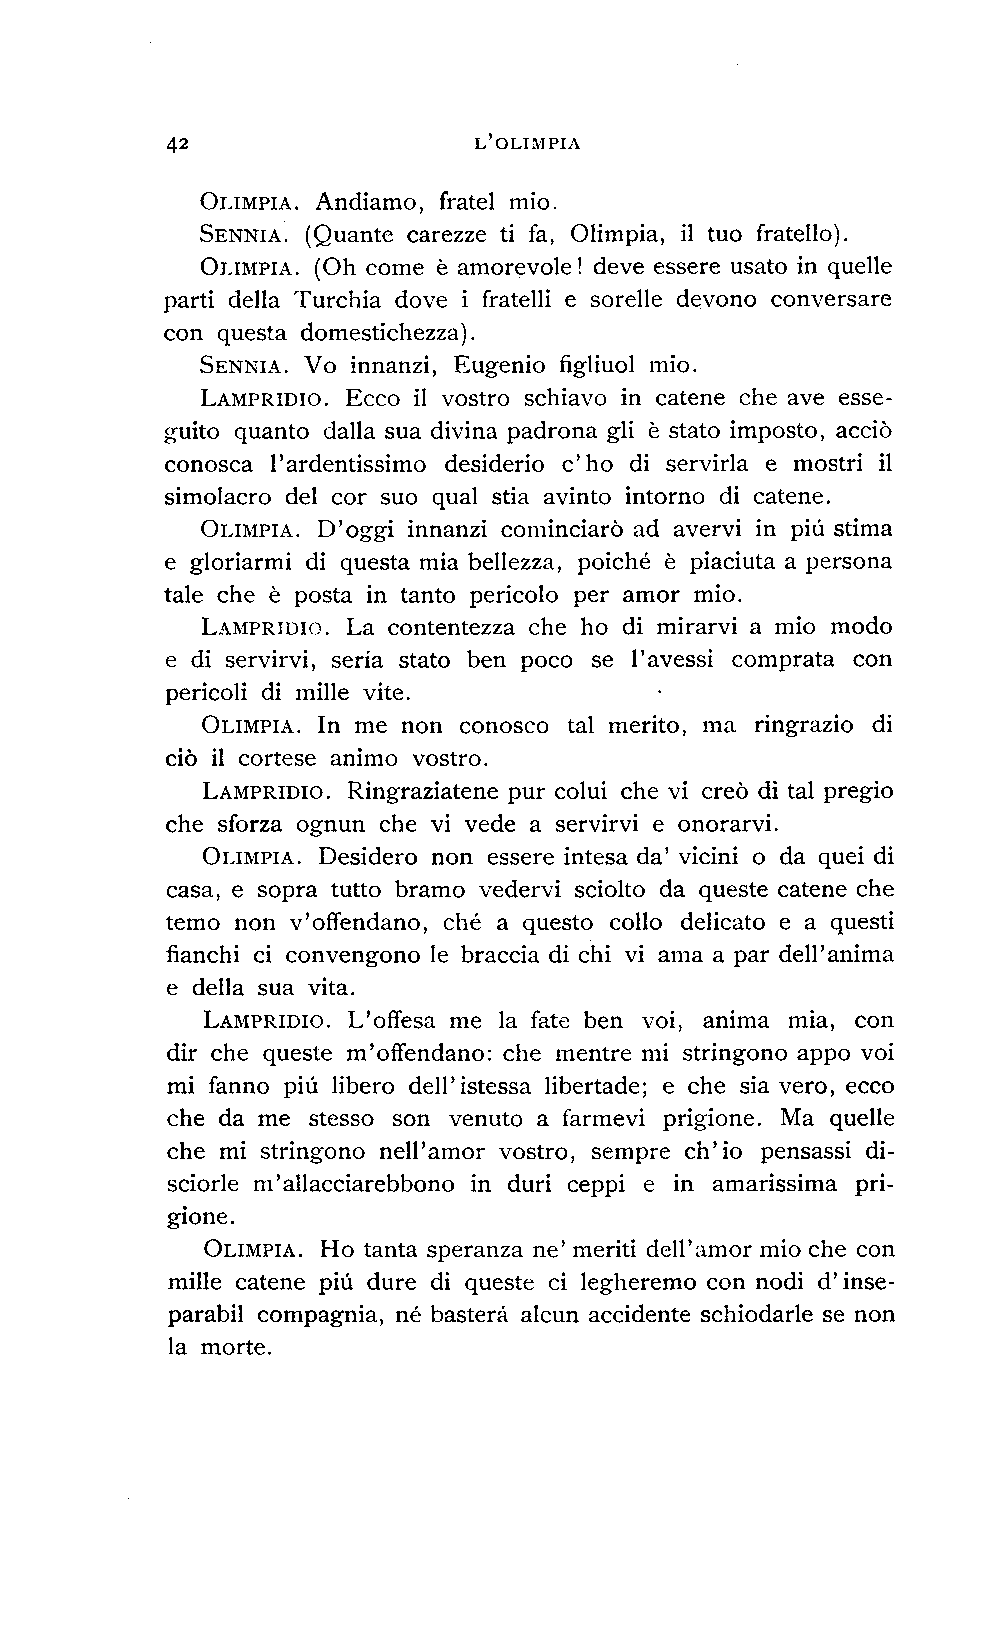 42 L'OLIMPIA
OLIMPIA. Andiamo, fratel mio.
SENNIA. (Quante carezze ti fa, Olimpia, il tuo fratello).
OLIMPIA. (Oh come è amorevole! deve essere usato in quelle
parti della Turchia dove i fratelli e sorelle devono conversare
con questa domestichezza).
SENNIA. Vo innanzi, Eugenio figliuol mio.
LAMPRIDIO. Ecco il vostro schiavo in catene che ave esse-
guito quanto dalla sua divina padrona gli è stato imposto, acciò
conosca l'ardentissimo desiderio c'ho di servirla e mostri il
simolacro del cor suo qual stia avinto intorno di catene.
OLIMPIA. D'oggi innanzi cominciarò ad avervi in piú stima
e gloriarmi di questa mia bellezza, poiché è piaciuta a persona
tale che è posta in tanto pericolo per amor mio.
LAMPRIDIO. La contentezza che ho di mirarvi a mio modo
e di servirvi, sería stato ben poco se l'avessi comprata con
pericoli di mille vite.
OLIMPIA. In me non conosco tal merito, ma ringrazio di
ciò il cortese animo vostro.
LAMPRIDIO. Ringraziatene pur colui che vi creò di tal pregio
che sforza ognun che vi vede a servirvi e onorarvi.
OLIMPIA. Desidero non essere intesa da' vicini o da quei di
casa, e sopra tutto bramo vedervi sciolto da queste catene che
temo non v'offendano, ché a questo collo delicato e a questi
fianchi ci convengono le braccia di chi vi ama a par dell'anima
e della sua vita.
LAMPRIDIO. L'offesa me la fate ben voi, anima mia, con
dir che queste m'offendano: che mentre mi stringono appo voi
mi fanno piú libero dell'istessa libertade; e che sia vero, ecco
che da me stesso son venuto a farmevi prigione. Ma quelle
che mi stringono nell'amor vostro, sempre ch'io pensassi di-
sciorle m'allacciarebbono in duri ceppi e in amarissima pri-
gione.
OLIMPIA. Ho tanta speranza ne' meriti dell'amor mio che con
mille catene piú dure di queste ci legheremo con nodi d'inse-
parabil compagnia, né basterá alcun accidente schiodarle se non
la morte.